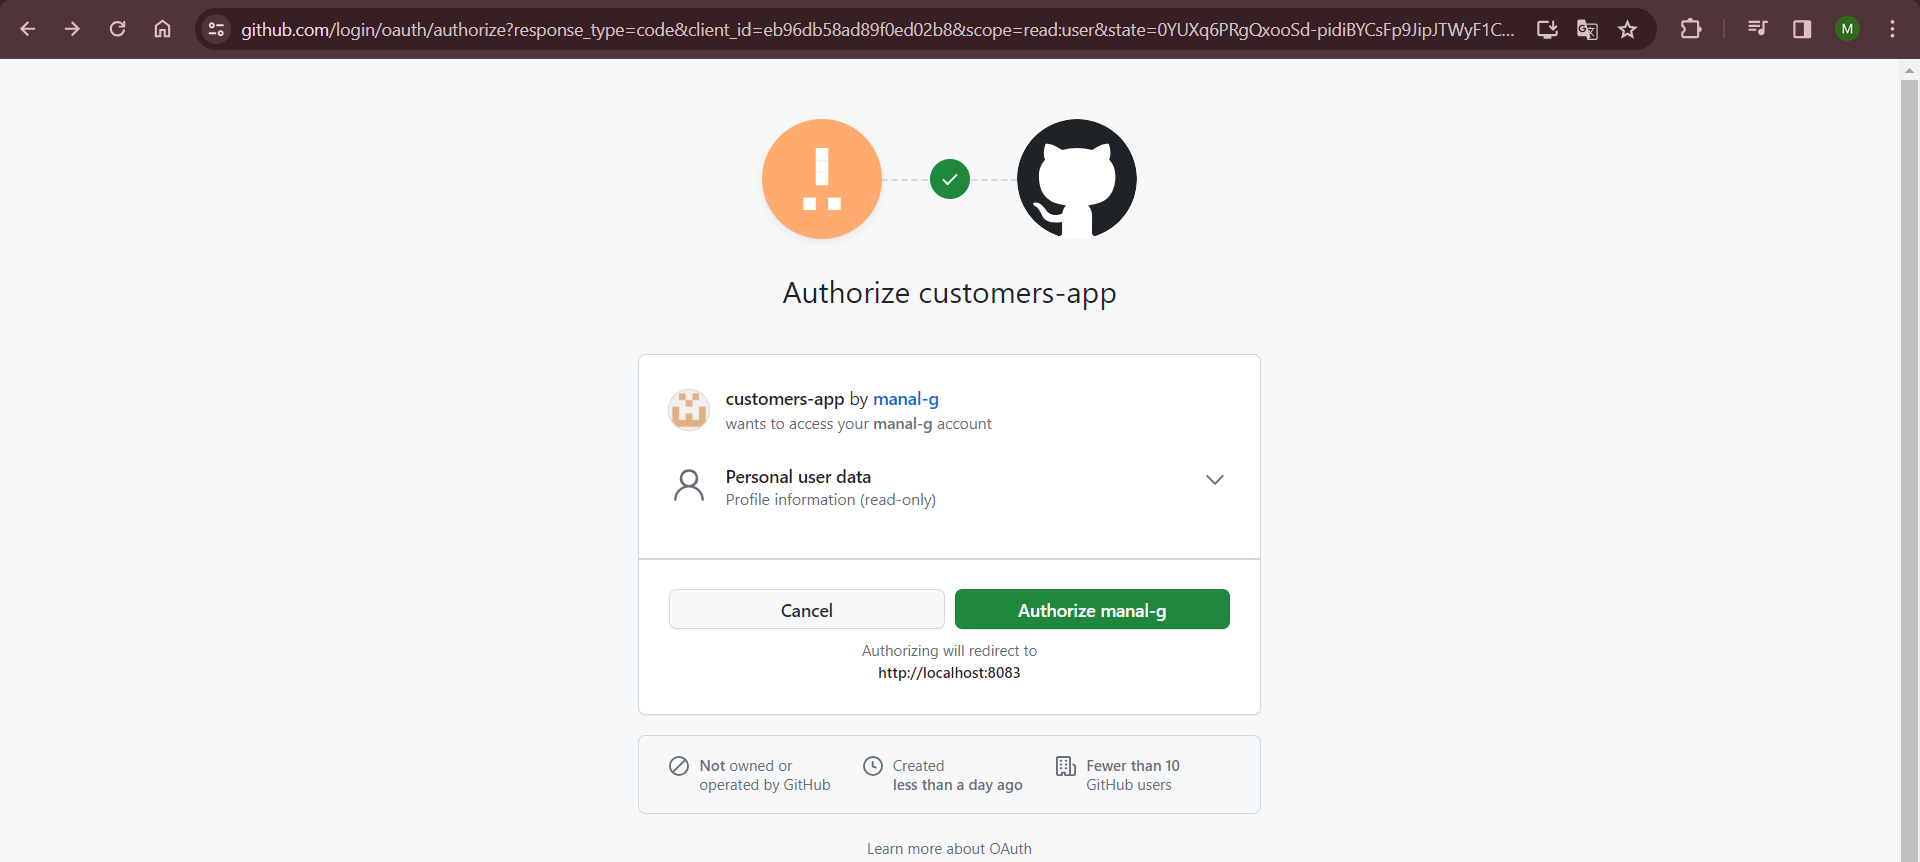 github.com/login/oauth/authorize?response_type=code&client_id=eb96db58ad89f0ed02b8&scope=read:user&state=0YUXq6PRgQxooSd-pidiBYCsFp9JipJTWyF1C...
M
Authorize customers-app
customers-app by manal-g
wants to access your manal-g account
Personal user data
Profile information (read-only)
Cancel
Authorize manal-g
Authorizing will redirect to
http://localhost:8083
Not owned or
operated by GitHub
Created
less than a day ago
Fewer than 10
GitHub users
Learn more about OAuth